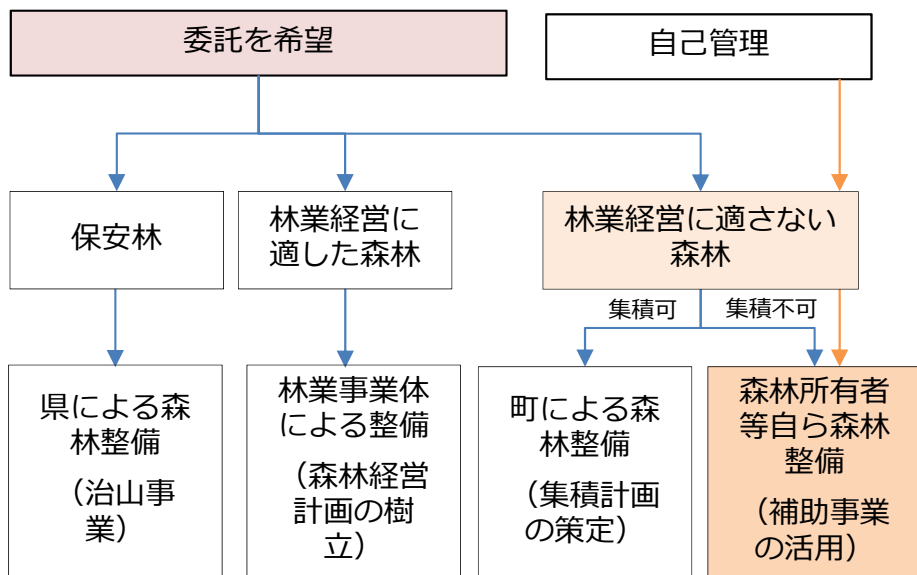 委託を希望
自己管理
保安林
林業経営に
適した森林
林業経営に適さない
森林
集積可
集積不可
県による森
林整備
（治山事
業）
林業事業体
による整備
（森林経営
計画の樹
立）
町による森
林整備
（集積計画
の策定）
森林所有者
等自ら森林
整備
（補助事業
の活用）